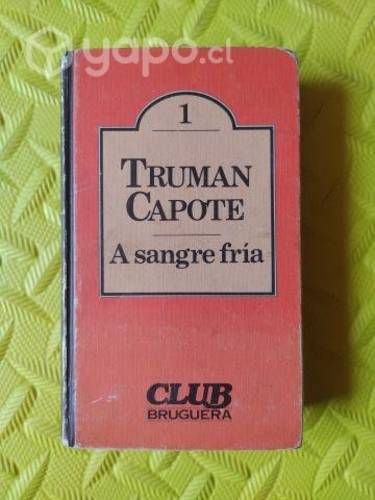 yapo.cl
1
TRUMAN
CAPOTE
A sangre fría
CLUB
BRUGUERA